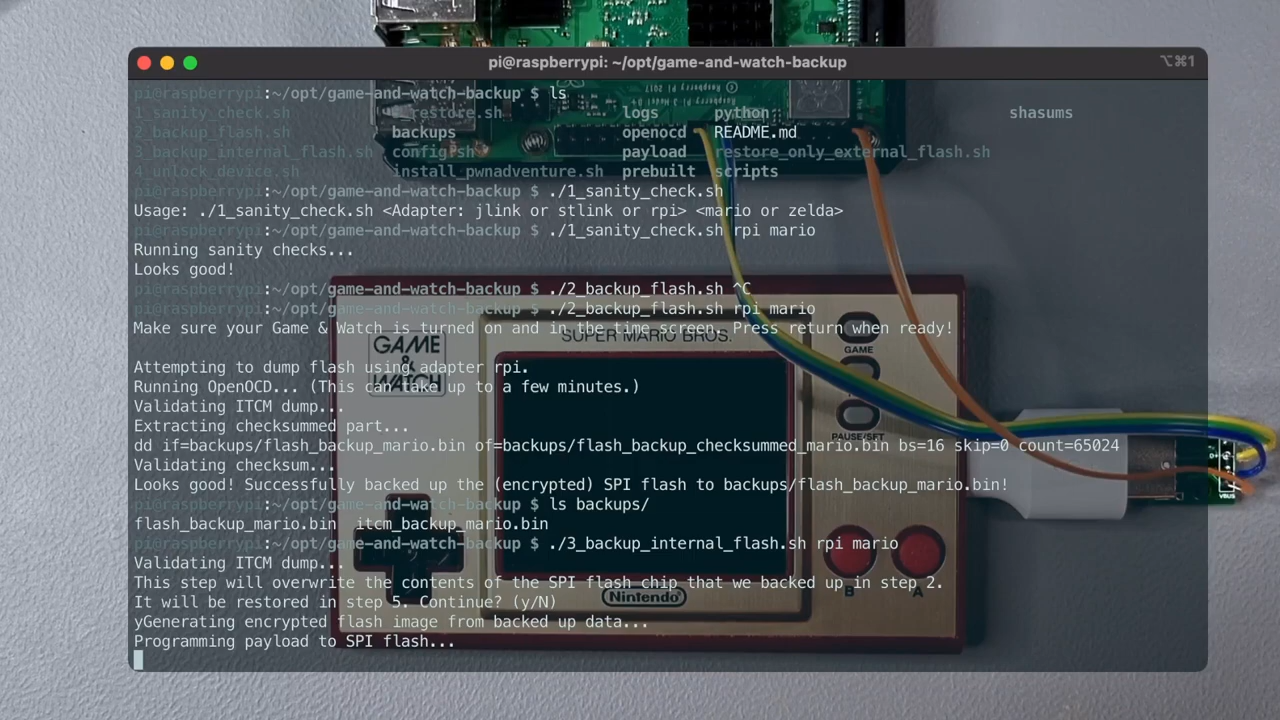 pi@raspberrypi: ~/opt/game-and-watch-backup
⌥⌘1
pi@raspberrypi:~/opt/game-and-watch-backup $ ls
1_sanity_check.sh restore.sh logs python shasums
2_backup_flash.sh backups openocd README.md
3_backup_internal_flash.sh config.sh payload restore_only_external_flash.sh
4_unlock_device.sh install_pwnadventure.sh prebuilt scripts
pi@raspberrypi:~/opt/game-and-watch-backup $ ./1_sanity_check.sh
Usage: ./1_sanity_check.sh <Adapter: jlink or stlink or rpi> <mario or zelda>
pi@raspberrypi:~/opt/game-and-watch-backup $ ./1_sanity_check.sh rpi mario
Running sanity checks...
Looks good!
pi@raspberrypi:~/opt/game-and-watch-backup $ ./2_backup_flash.sh ^C
pi@raspberrypi:~/opt/game-and-watch-backup $ ./2_backup_flash.sh rpi mario
Make sure your Game & Watch is turned on and in the time screen. Press return when ready!
Attempting to dump flash using adapter rpi.
Running OpenOCD... (This can take up to a few minutes.)
Validating ITCM dump...
Extracting checksummed part...
dd if=backups/flash_backup_mario.bin of=backups/flash_backup_checksummed_mario.bin bs=16 skip=0 count=65024
Validating checksum...
Looks good! Successfully backed up the (encrypted) SPI flash to backups/flash_backup_mario.bin!
pi@raspberrypi:~/opt/game-and-watch-backup $ ls backups/
flash_backup_mario.bin itcm_backup_mario.bin
pi@raspberrypi:~/opt/game-and-watch-backup $ ./3_backup_internal_flash.sh rpi mario
Validating ITCM dump...
This step will overwrite the contents of the SPI flash chip that we backed up in step 2.
It will be restored in step 5. Continue? (y/N)
yGenerating encrypted flash image from backed up data...
Programming payload to SPI flash...
GAME
&
WATCH
SUPER MARIO BROS.
GAME
PAUSE/SET
B
A
Nintendo
VBUS